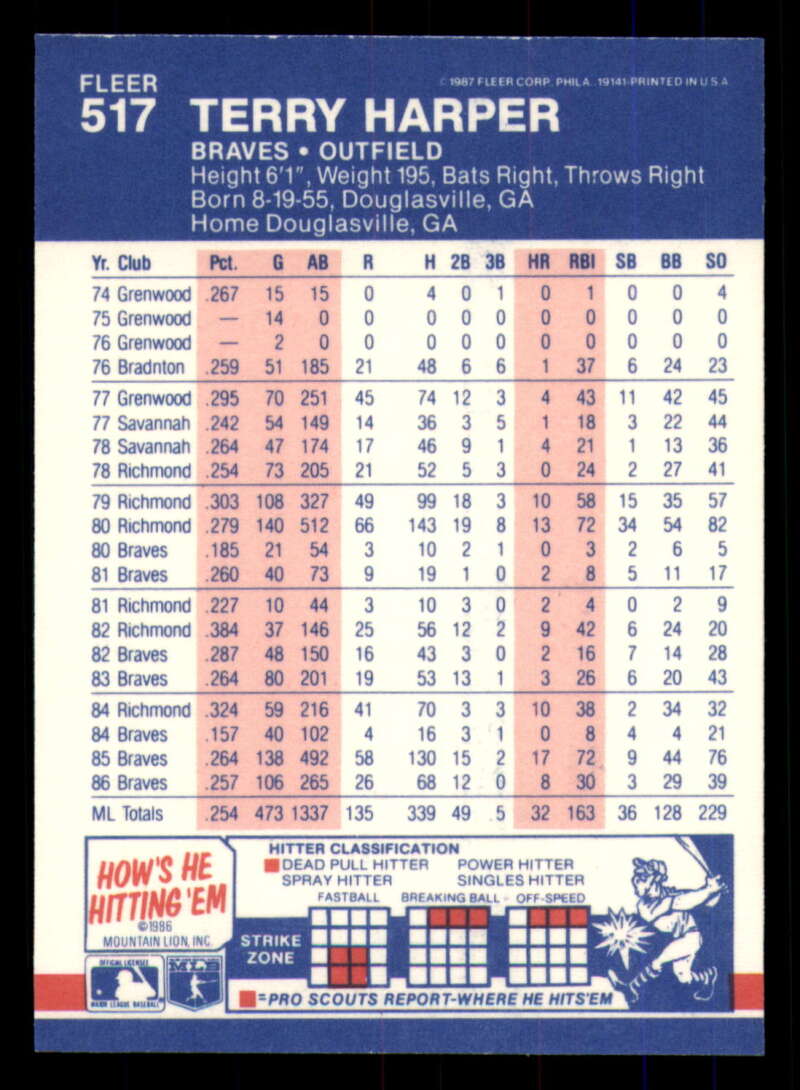 FLEER
© 1987 FLEER CORP. PHILA. 19141-PRINTED IN U S A
517 TERRY HARPER
BRAVES • OUTFIELD
Height 6'1", Weight 195, Bats Right, Throws Right
Born 8-19-55, Douglasville, GA
Home Douglasville, GA
Yr. Club Pct. G AB R H 2B 3B HR RBI SB BB SO
74 Grenwood .267 15 15 0 4 0 1 0 1 0 0 4
75 Grenwood — 14 0 0 0 0 0 0 0 0 0 0
76 Grenwood — 2 0 0 0 0 0 0 0 0 0 0
76 Bradnton .259 51 185 21 48 6 6 1 37 6 24 23
77 Grenwood .295 70 251 45 74 12 3 4 43 11 42 45
77 Savannah .242 54 149 14 36 3 5 1 18 3 22 44
78 Savannah .264 47 174 17 46 9 1 4 21 1 13 36
78 Richmond .254 73 205 21 52 5 3 0 24 2 27 41
79 Richmond .303 108 327 49 99 18 3 10 58 15 35 57
80 Richmond .279 140 512 66 143 19 8 13 72 34 54 82
80 Braves .185 21 54 3 10 2 1 0 3 2 6 5
81 Braves .260 40 73 9 19 1 0 2 8 5 11 17
81 Richmond .227 10 44 3 10 3 0 2 4 0 2 9
82 Richmond .384 37 146 25 56 12 2 9 42 6 24 20
82 Braves .287 48 150 16 43 3 0 2 16 7 14 28
83 Braves .264 80 201 19 53 13 1 3 26 6 20 43
84 Richmond .324 59 216 41 70 3 3 10 38 2 34 32
84 Braves .157 40 102 4 16 3 1 0 8 4 4 21
85 Braves .264 138 492 58 130 15 2 17 72 9 44 76
86 Braves .257 106 265 26 68 12 0 8 30 3 29 39
ML Totals .254 473 1337 135 339 49 5 32 163 36 128 229
HOW'S HE
HITTING 'EM
©1986
MOUNTAIN LION, INC.
OFFICIAL LICENSEE
MAJOR LEAGUE BASEBALL
MLB
HITTER CLASSIFICATION
DEAD PULL HITTER POWER HITTER
SPRAY HITTER SINGLES HITTER
FASTBALL BREAKING BALL OFF-SPEED
STRIKE
ZONE
=PRO SCOUTS REPORT-WHERE HE HITS'EM